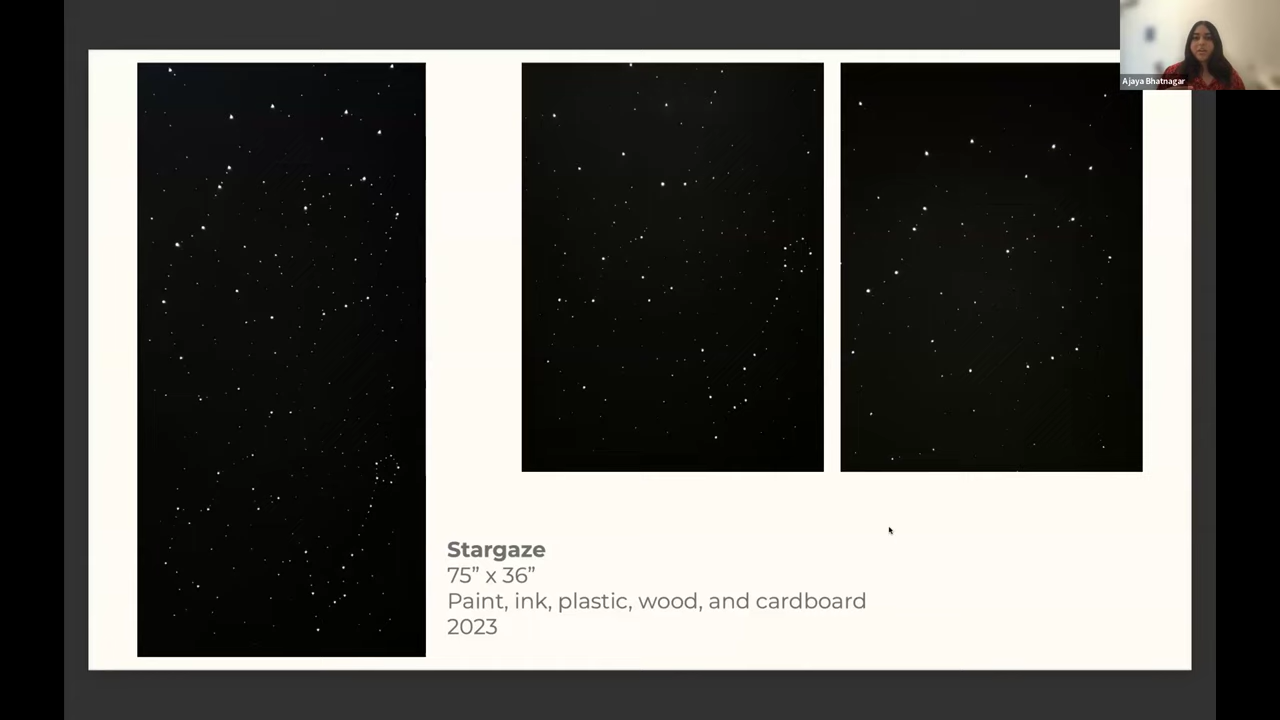 Ajaya Bhatnagar
Stargaze
75” x 36”
Paint, ink, plastic, wood, and cardboard
2023